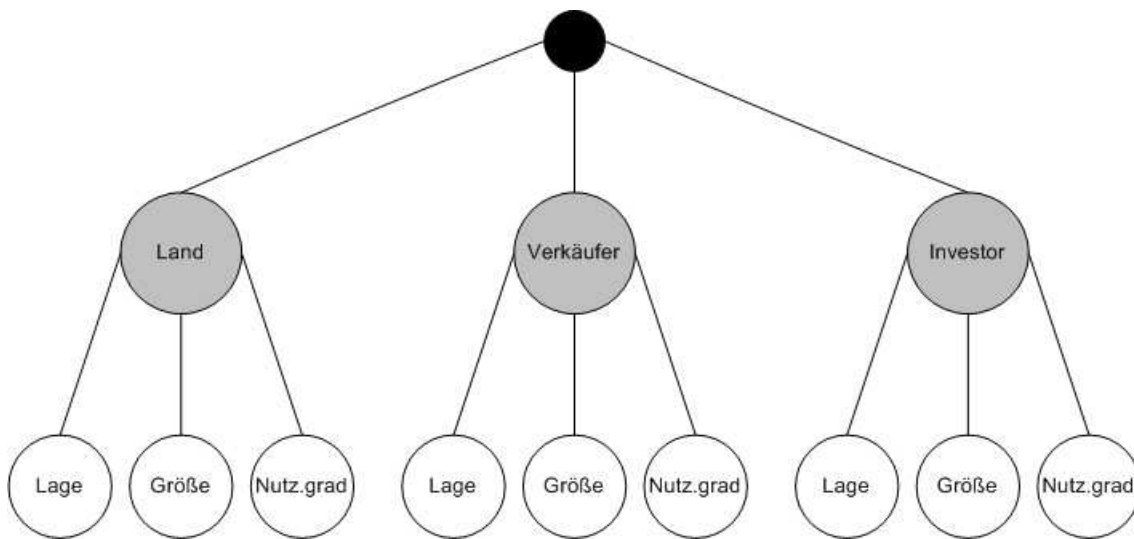 Land
Verkäufer
Investor
Lage
Größe
Nutz.grad
Lage
Größe
Nutz.grad
Lage
Größe
Nutz.grad